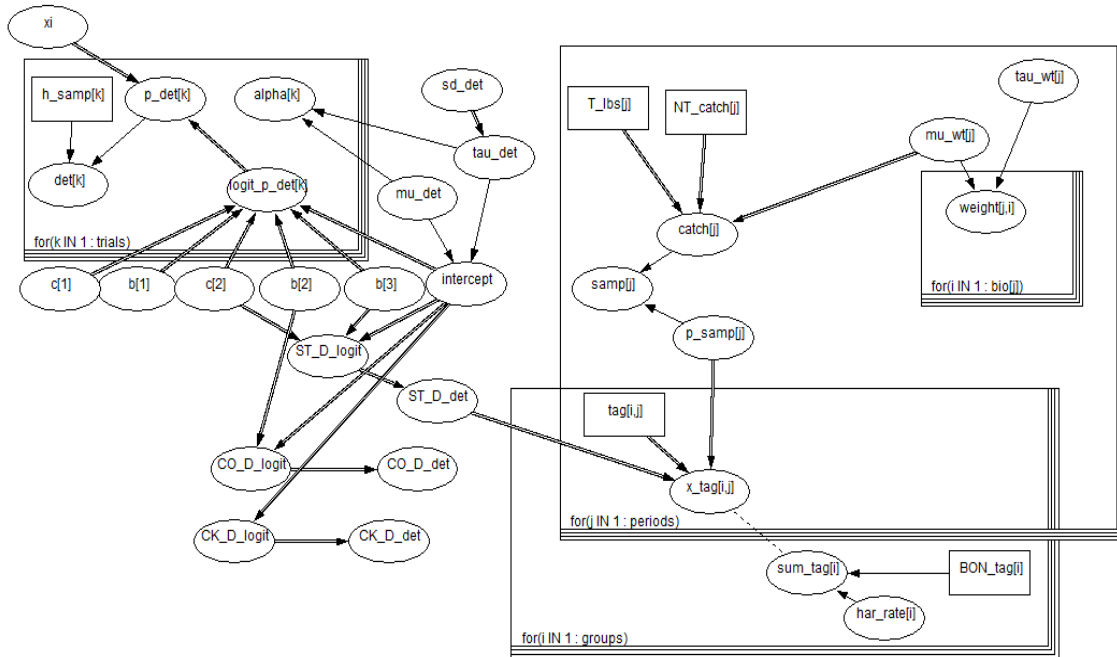 xi
h_samp[k]
p_det[k]
alpha[k]
sd_det
tau_det
det[k]
logit_p_det[k]
mu_det
for(k IN 1 : trials)
c[1]
b[1]
c[2]
b[2]
b[3]
intercept
ST_D_logit
ST_D_det
CO_D_logit
CO_D_det
CK_D_logit
CK_D_det
T_lbs[j]
NT_catch[j]
tau_wt[j]
mu_wt[j]
catch[j]
weight[j,i]
samp[j]
for(i IN 1 : bio[j])
p_samp[j]
tag[i,j]
x_tag[i,j]
for(j IN 1 : periods)
sum_tag[i]
BON_tag[i]
har_rate[i]
for(i IN 1 : groups)